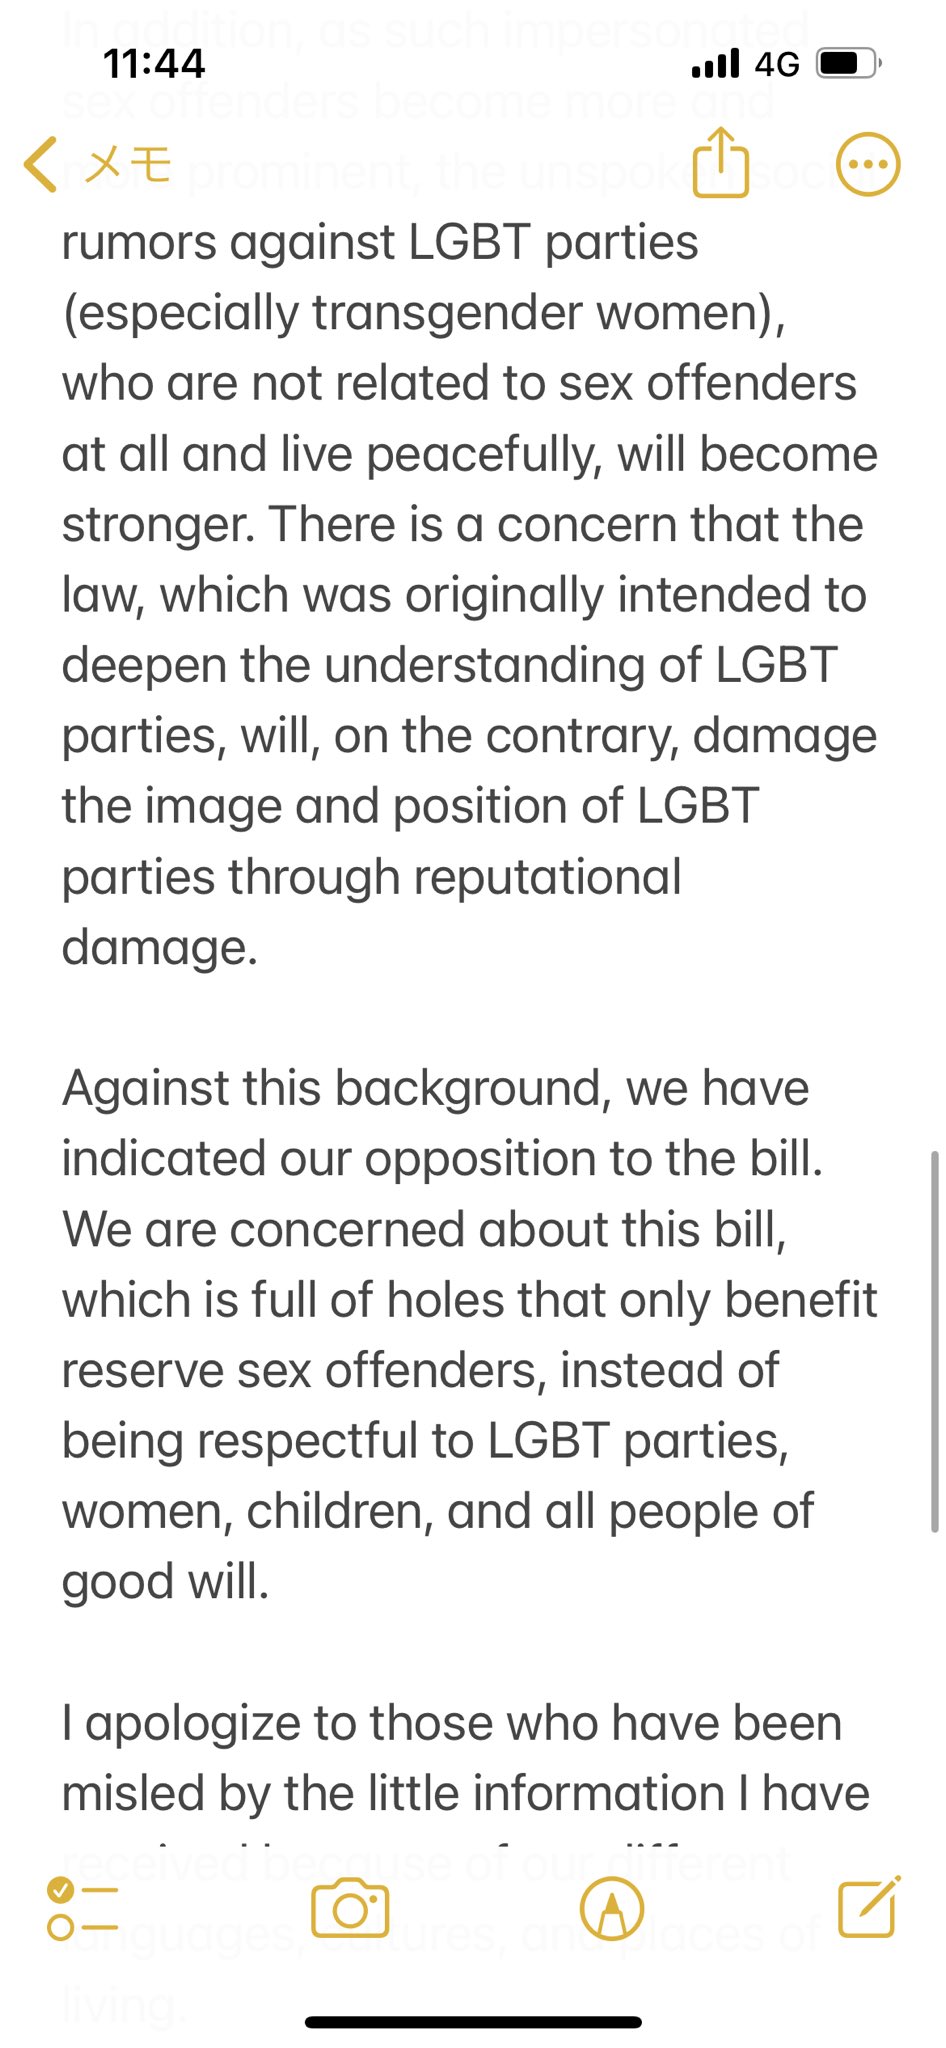 In addition, as such impersonated
11:44
4G
sex offenders become more and
メモ
more prominent, the unspoken social
rumors against LGBT parties
(especially transgender women),
who are not related to sex offenders
at all and live peacefully, will become
stronger. There is a concern that the
law, which was originally intended to
deepen the understanding of LGBT
parties, will, on the contrary, damage
the image and position of LGBT
parties through reputational
damage.
Against this background, we have
indicated our opposition to the bill.
We are concerned about this bill,
which is full of holes that only benefit
reserve sex offenders, instead of
being respectful to LGBT parties,
women, children, and all people of
good will.
I apologize to those who have been
misled by the little information I have
received because of our different
languages, cultures, and places of
living.